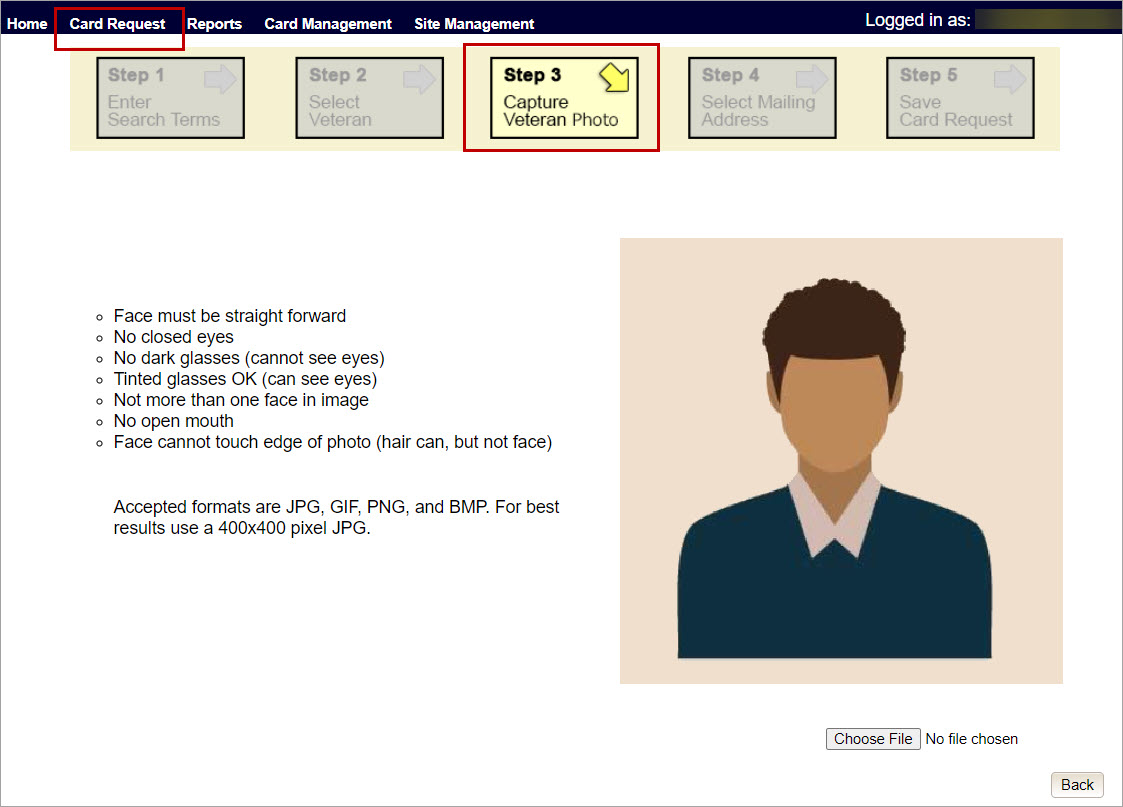 Home Card Request Reports Card Management Site Management Logged in as:
Step 1
Enter
Search Terms
Step 2
Select
Veteran
Step 3
Capture
Veteran Photo
Step 4
Select Mailing
Address
Step 5
Save
Card Request
Face must be straight forward
No closed eyes
No dark glasses (cannot see eyes)
Tinted glasses OK (can see eyes)
Not more than one face in image
No open mouth
Face cannot touch edge of photo (hair can, but not face)
Accepted formats are JPG, GIF, PNG, and BMP. For best
results use a 400x400 pixel JPG.
Choose File No file chosen
Back